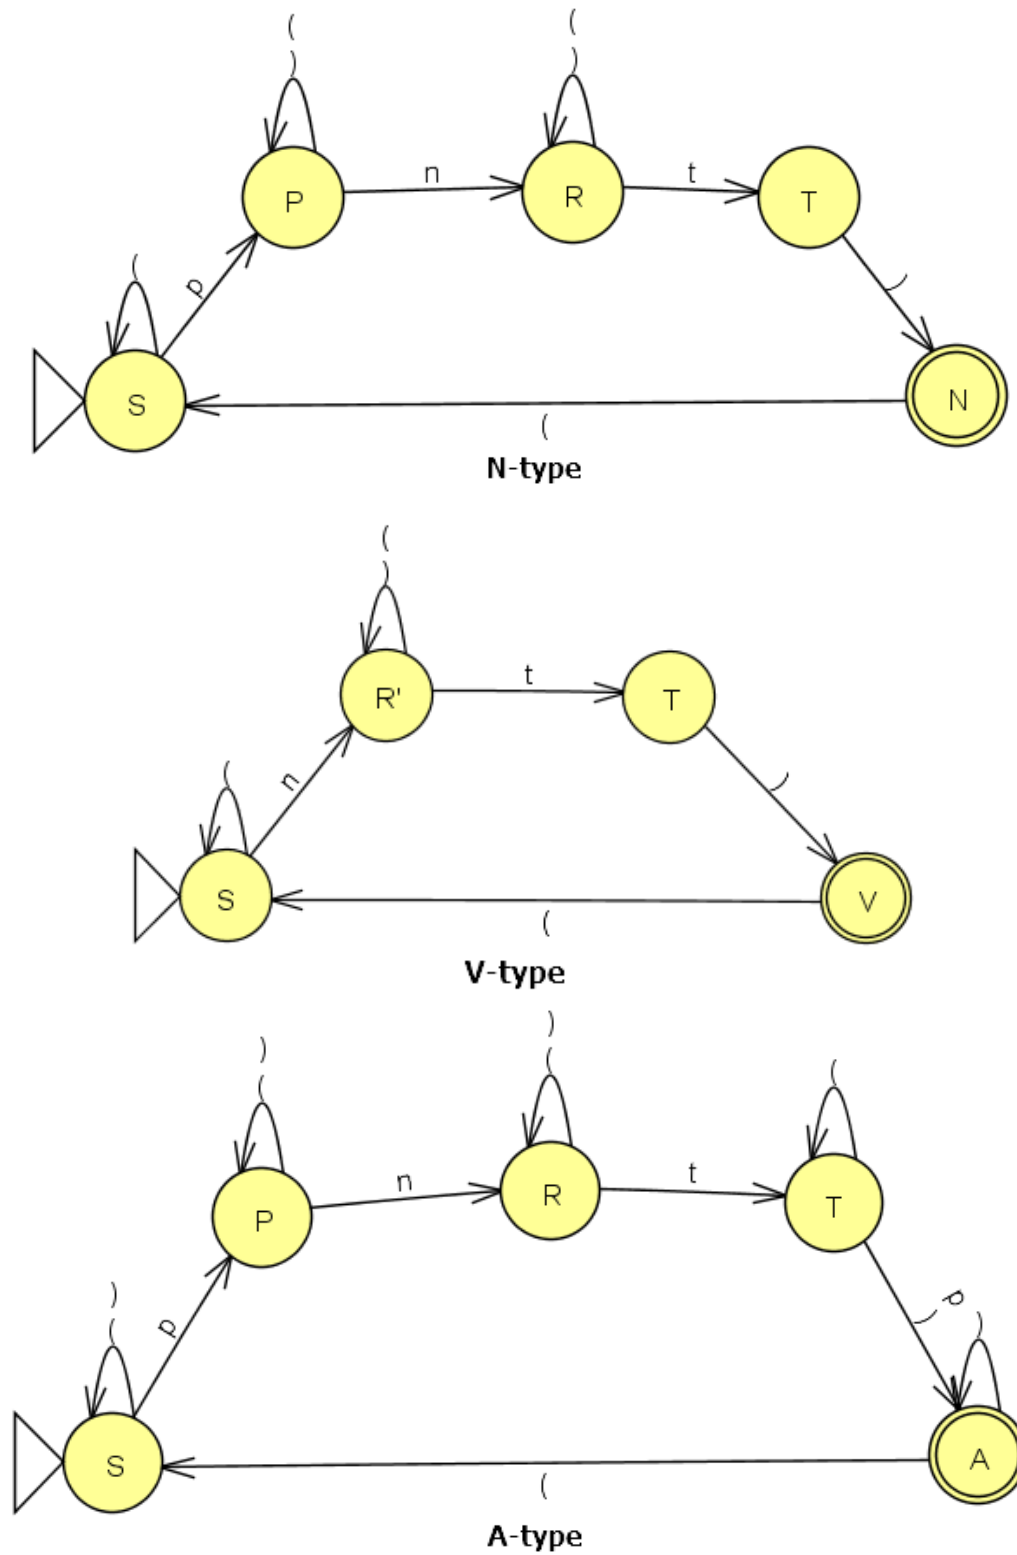 ( (
) )
n t
P R T
( p )
S N
(
N-type
(
)
t
R' T
( n )
S V
(
V-type
) ) (
( (
n t
P R T
) p p
( ) )
S A
(
A-type